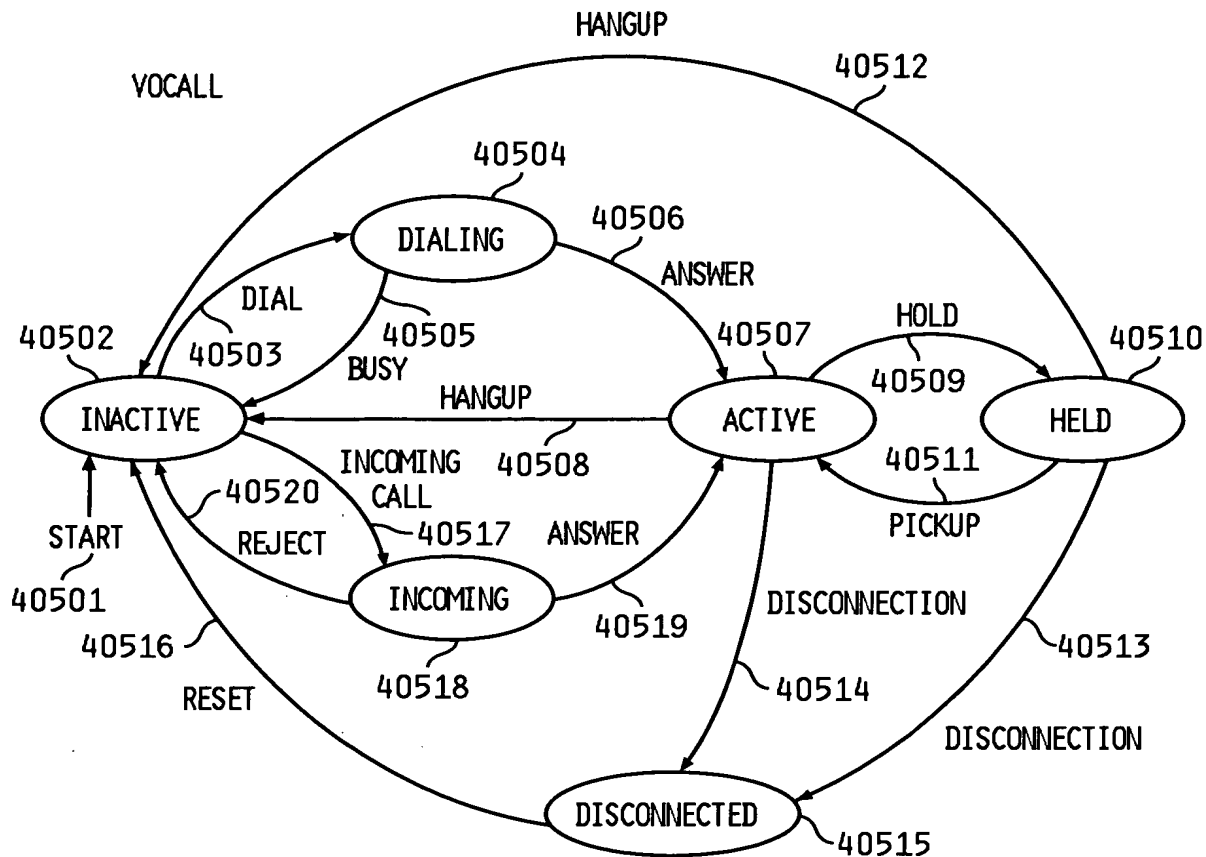 HANGUP
40512
VOCALL
40504
40506
DIALING
ANSWER
DIAL
40505
40503
40502
BUSY
40507
HOLD
40509
40510
INACTIVE
HANGUP
40508
ACTIVE
HELD
40511
PICKUP
INCOMING
CALL
40520
40517
START
REJECT
ANSWER
40501
INCOMING
40519
DISCONNECTION
40516
40518
40513
40514
RESET
DISCONNECTION
DISCONNECTED
40515